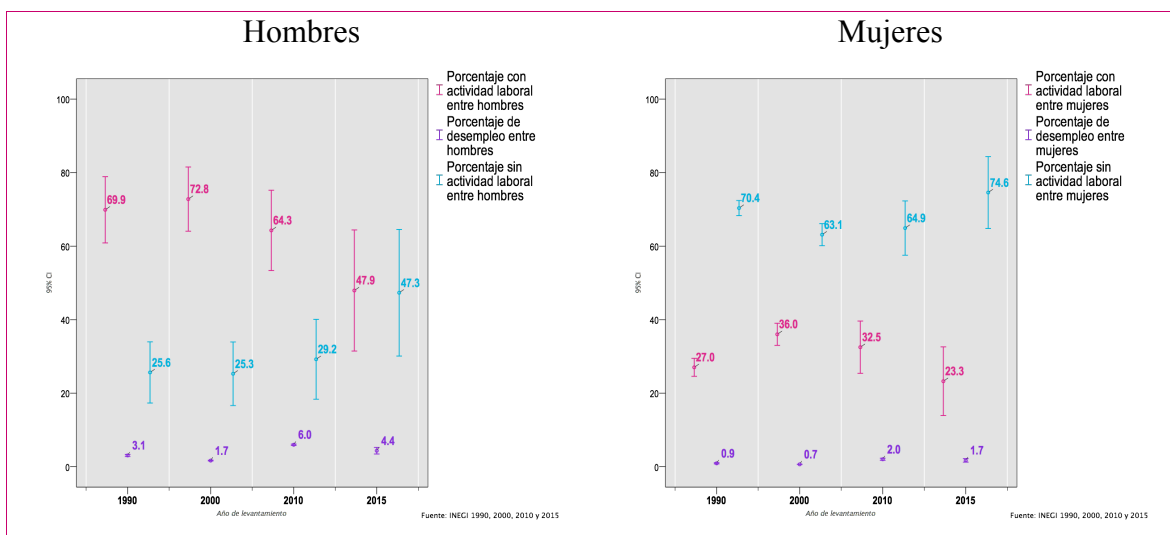 Hombres
100
80
60
40
20
0
95% CI
69.9
72.8
64.3
47.9
47.3
25.6
25.3
29.2
3.1
1.7
6.0
4.4
1990
2000
2010
2015
Año de levantamiento
Fuente: INEGI 1990, 2000, 2010 y 2015
Porcentaje con
actividad laboral
entre hombres
Porcentaje de
desempleo entre
hombres
Porcentaje sin
actividad laboral
entre hombres
Mujeres
100
80
60
40
20
0
95% CI
70.4
63.1
64.9
74.6
27.0
36.0
32.5
23.3
0.9
0.7
2.0
1.7
1990
2000
2010
2015
Año de levantamiento
Fuente: INEGI 1990, 2000, 2010 y 2015
Porcentaje con
actividad laboral
entre mujeres
Porcentaje de
desempleo entre
mujeres
Porcentaje sin
actividad laboral
entre mujeres